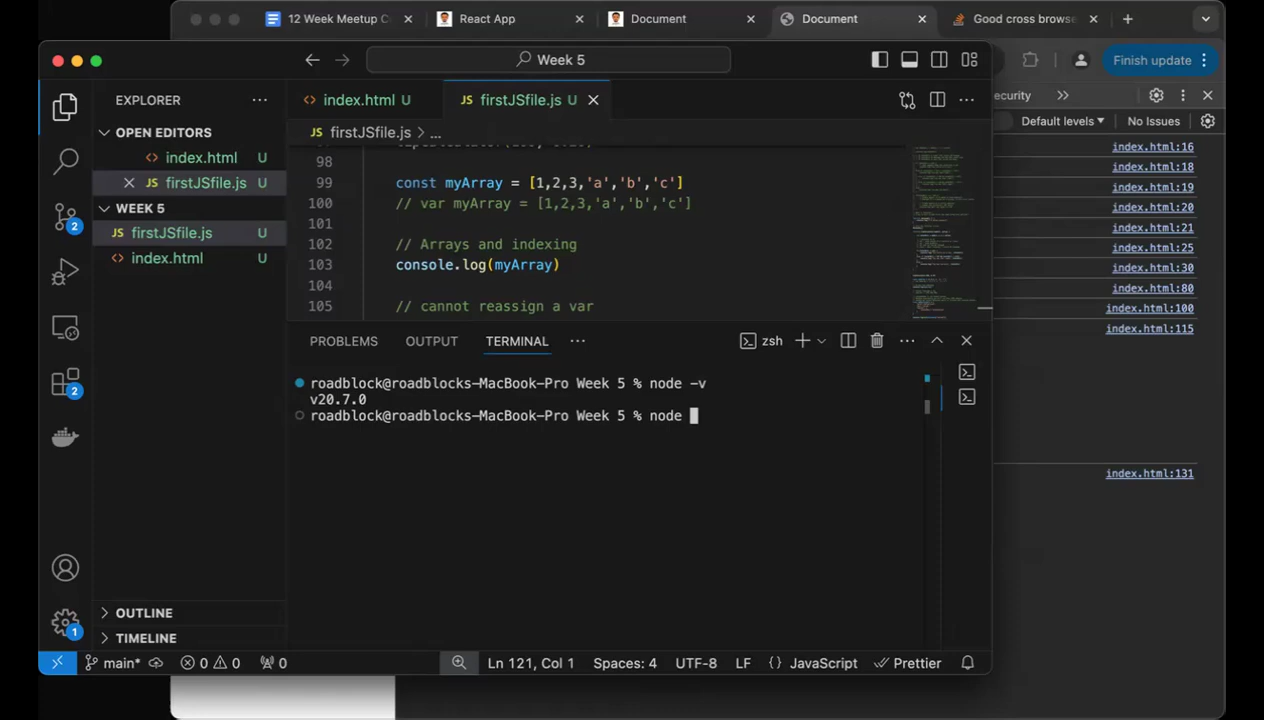 12 Week Meetup C
React App
Document
Document
Good cross browse
Week 5
Finish update
EXPLORER
index.html U
firstJSfile.js U
ecurity
OPEN EDITORS
firstJSfile.js > ...
Default levels
No Issues
index.html U
firstJSfile.js U
WEEK 5
firstJSfile.js U
index.html U
98
99 const myArray = [1,2,3,'a','b','c']
100 // var myArray = [1,2,3,'a','b','c']
101
102 // Arrays and indexing
103 console.log(myArray)
104
105 // cannot reassign a var
index.html:16
index.html:18
index.html:19
index.html:20
index.html:21
index.html:25
index.html:30
index.html:80
index.html:100
index.html:115
index.html:131
PROBLEMS
OUTPUT
TERMINAL
zsh
roadblock@roadblocks-MacBook-Pro Week 5 % node -v
v20.7.0
roadblock@roadblocks-MacBook-Pro Week 5 % node
2
2
1
OUTLINE
TIMELINE
main*
0
0
0
Ln 121, Col 1
Spaces: 4
UTF-8
LF
{ } JavaScript
Prettier